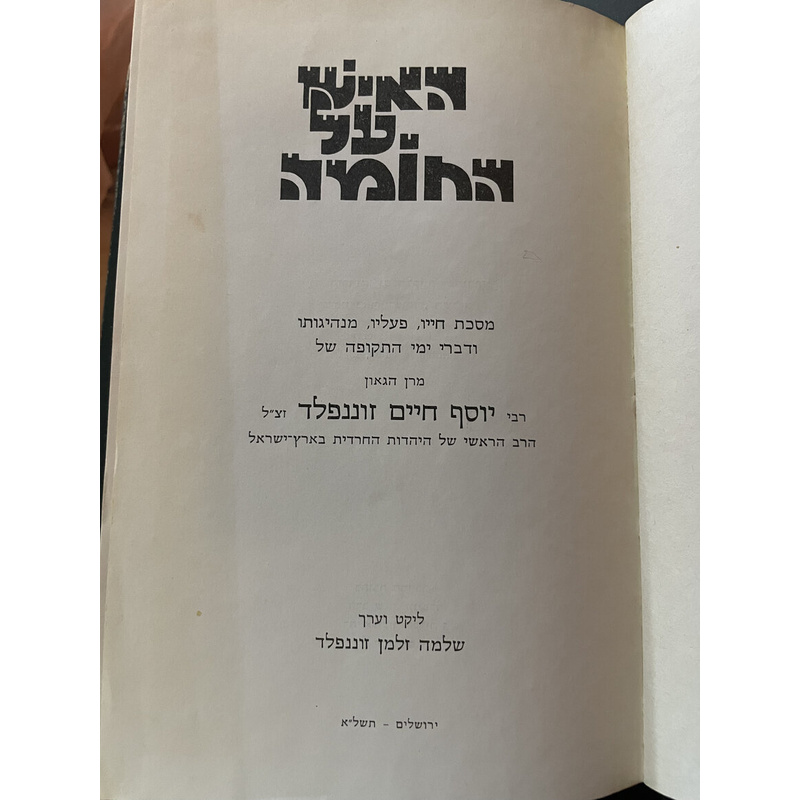 האיש
על
החומה
מסכת חייו, פעליו, מנהיגותו
ודברי ימי התקופה של
מרן הגאון
רבי יוסף חיים זוננפלד זצ״ל
הרב הראשי של היהדות החרדית בארץ־ישראל
ליקט וערך
שלמה זלמן זוננפלד
ירושלים – תשל״א